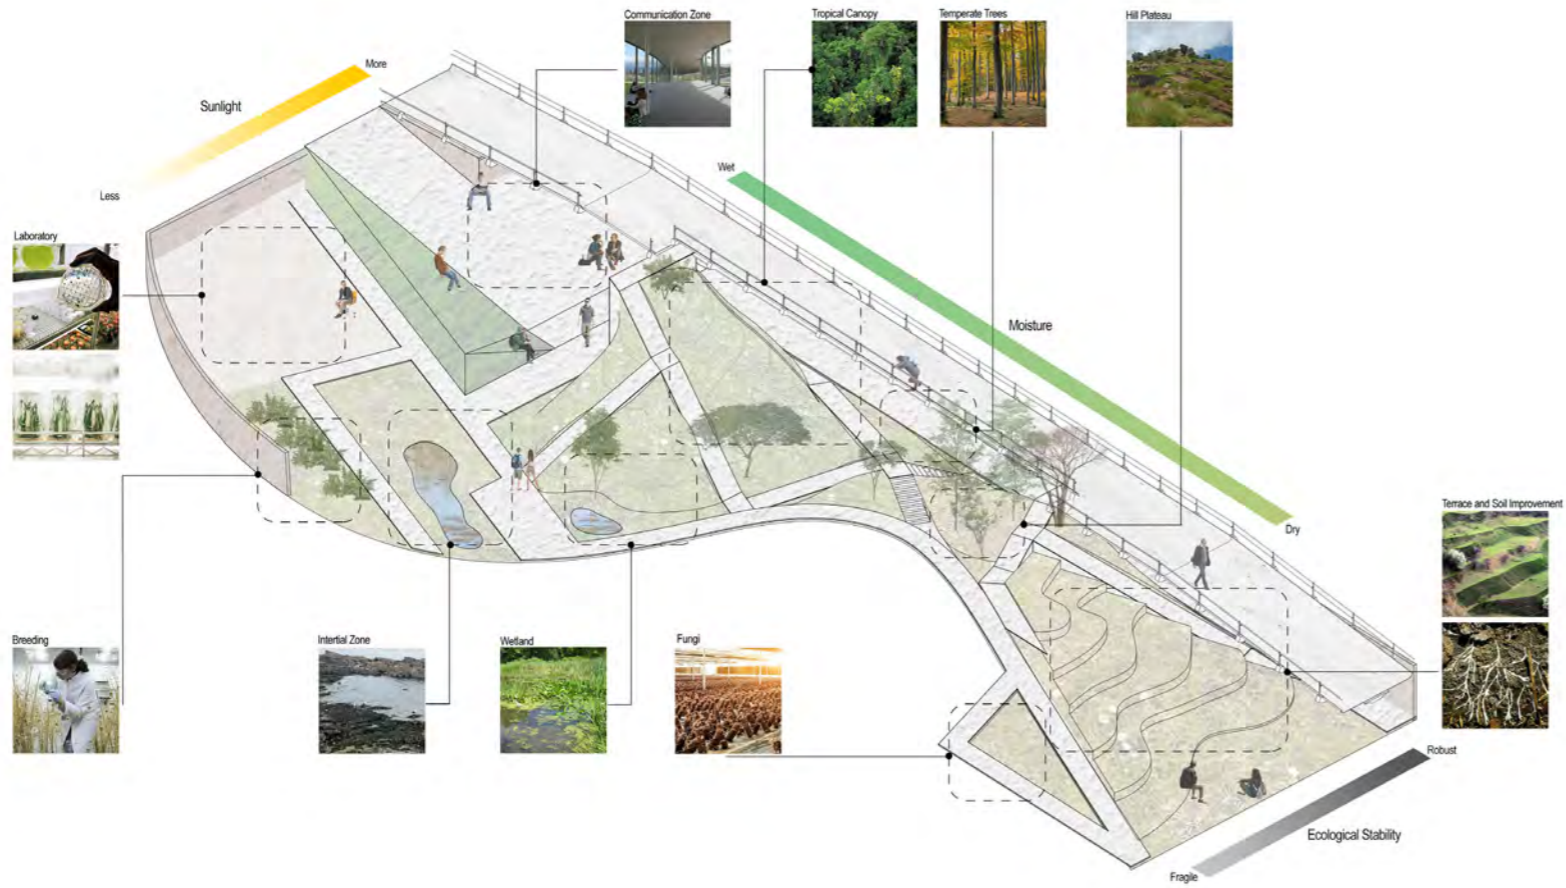 Communication Zone
Tropical Canopy
Temperate Trees
Hill Plateau
More
Sunlight
Less
Wet
Moisture
Dry
Laboratory
Terrace and Soil Improvement
Breeding
Intertial Zone
Wetland
Fungi
Robust
Ecological Stability
Fragile